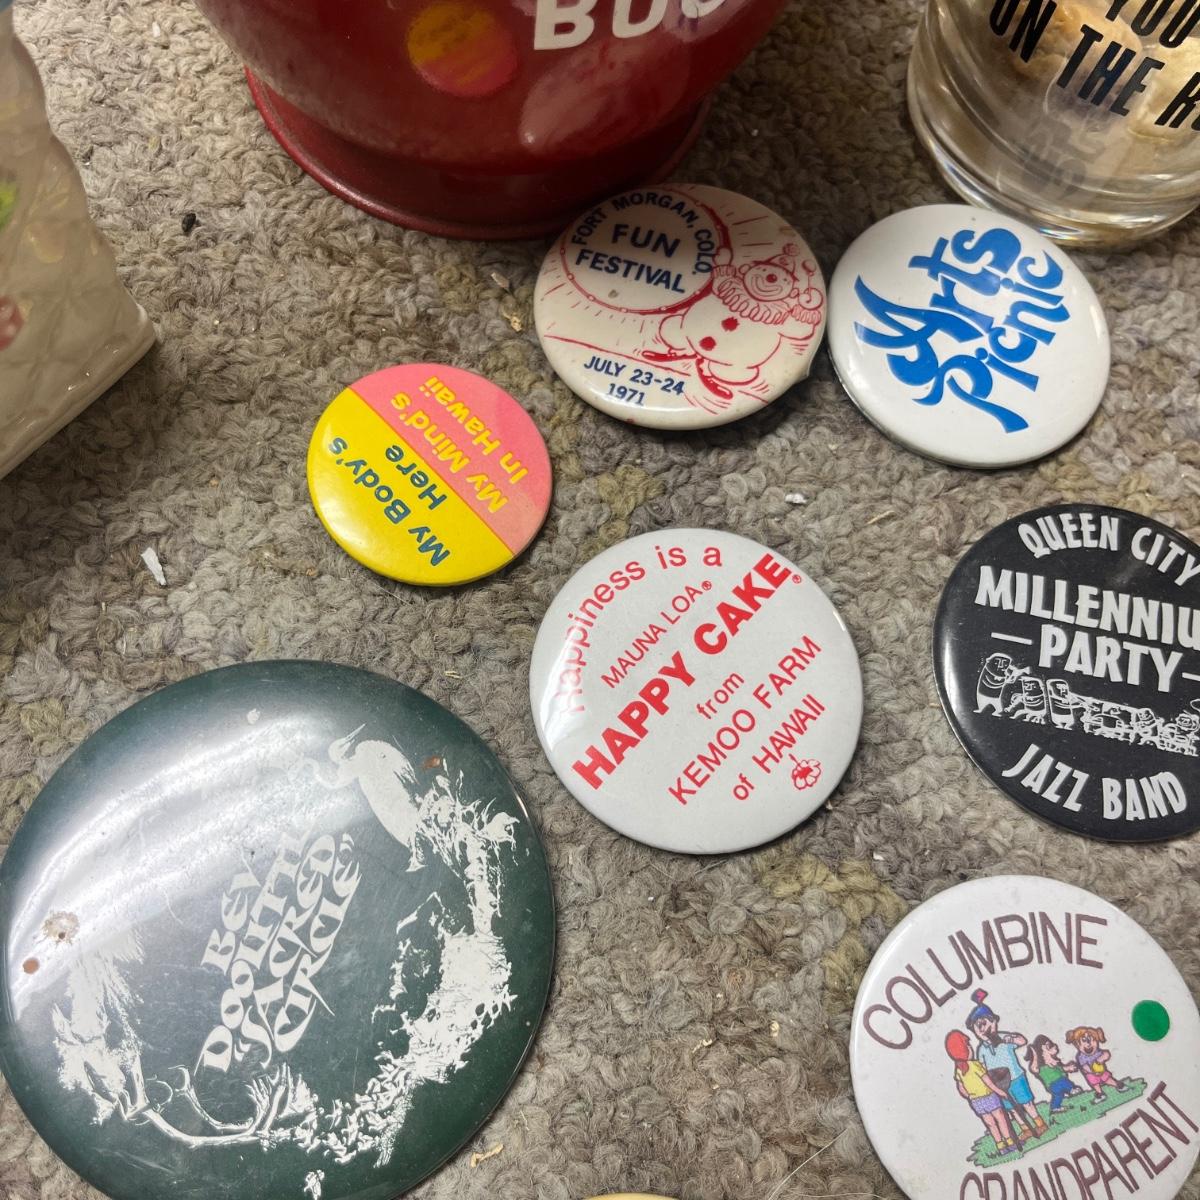 YOU
ON THE
FORT MORGAN, COLO.
FUN
FESTIVAL
JULY 23-24
1971
Arts
Picnic
My Body's
Here
My Mind's
In Hawaii
Happiness is a
MAUNA LOA®
HAPPY CAKE®
from
KEMOO FARM
of HAWAII
QUEEN CITY
MILLENNIU
PARTY
JAZZ BAND
BEV
DOOLITTLE
SACRED
CIRCLE
COLUMBINE
GRANDPARENT